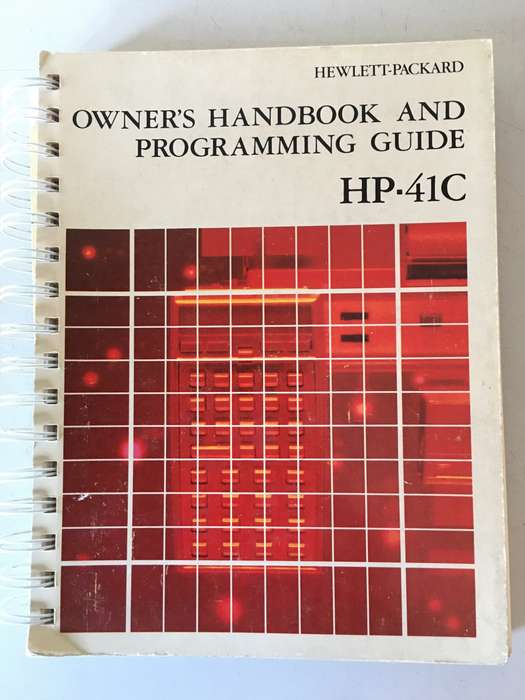 HEWLETT-PACKARD
OWNER'S HANDBOOK AND
PROGRAMMING GUIDE
HP-41C